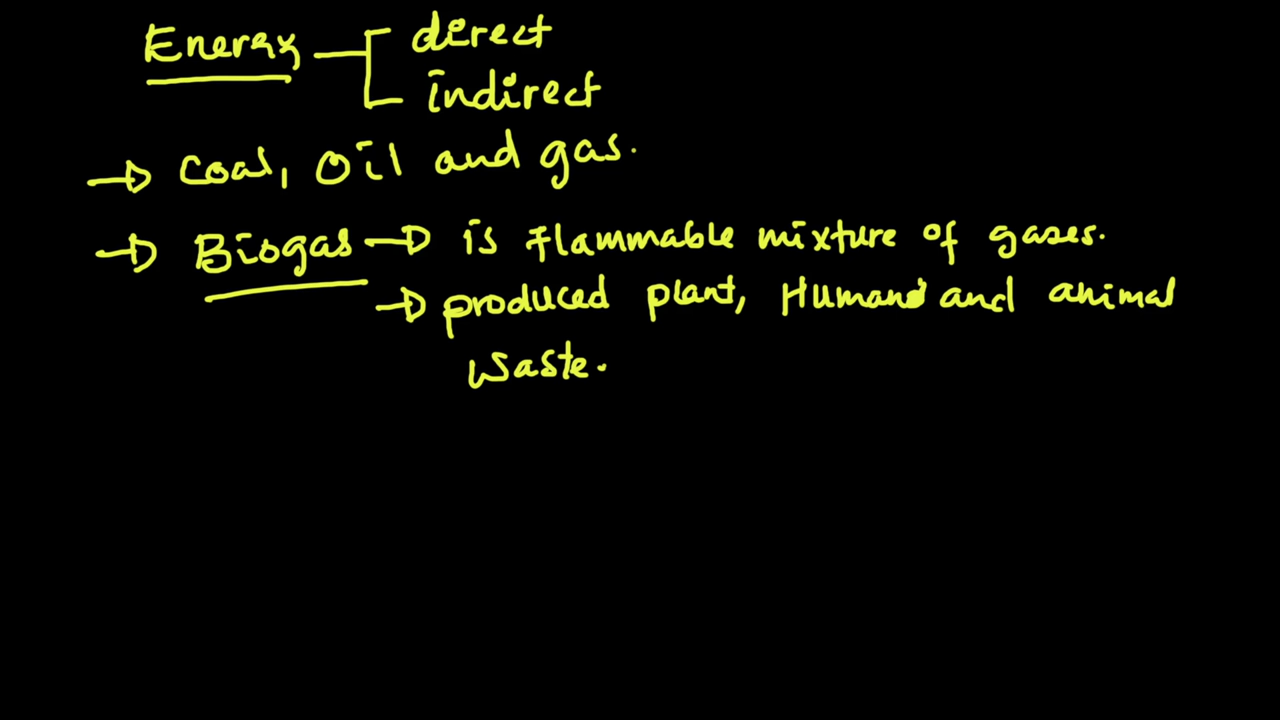 Energy direct
indirect
→ Coal, Oil and gas.
→ Biogas → is flammable mixture of gases.
→ produced plant, Human and animal
waste.